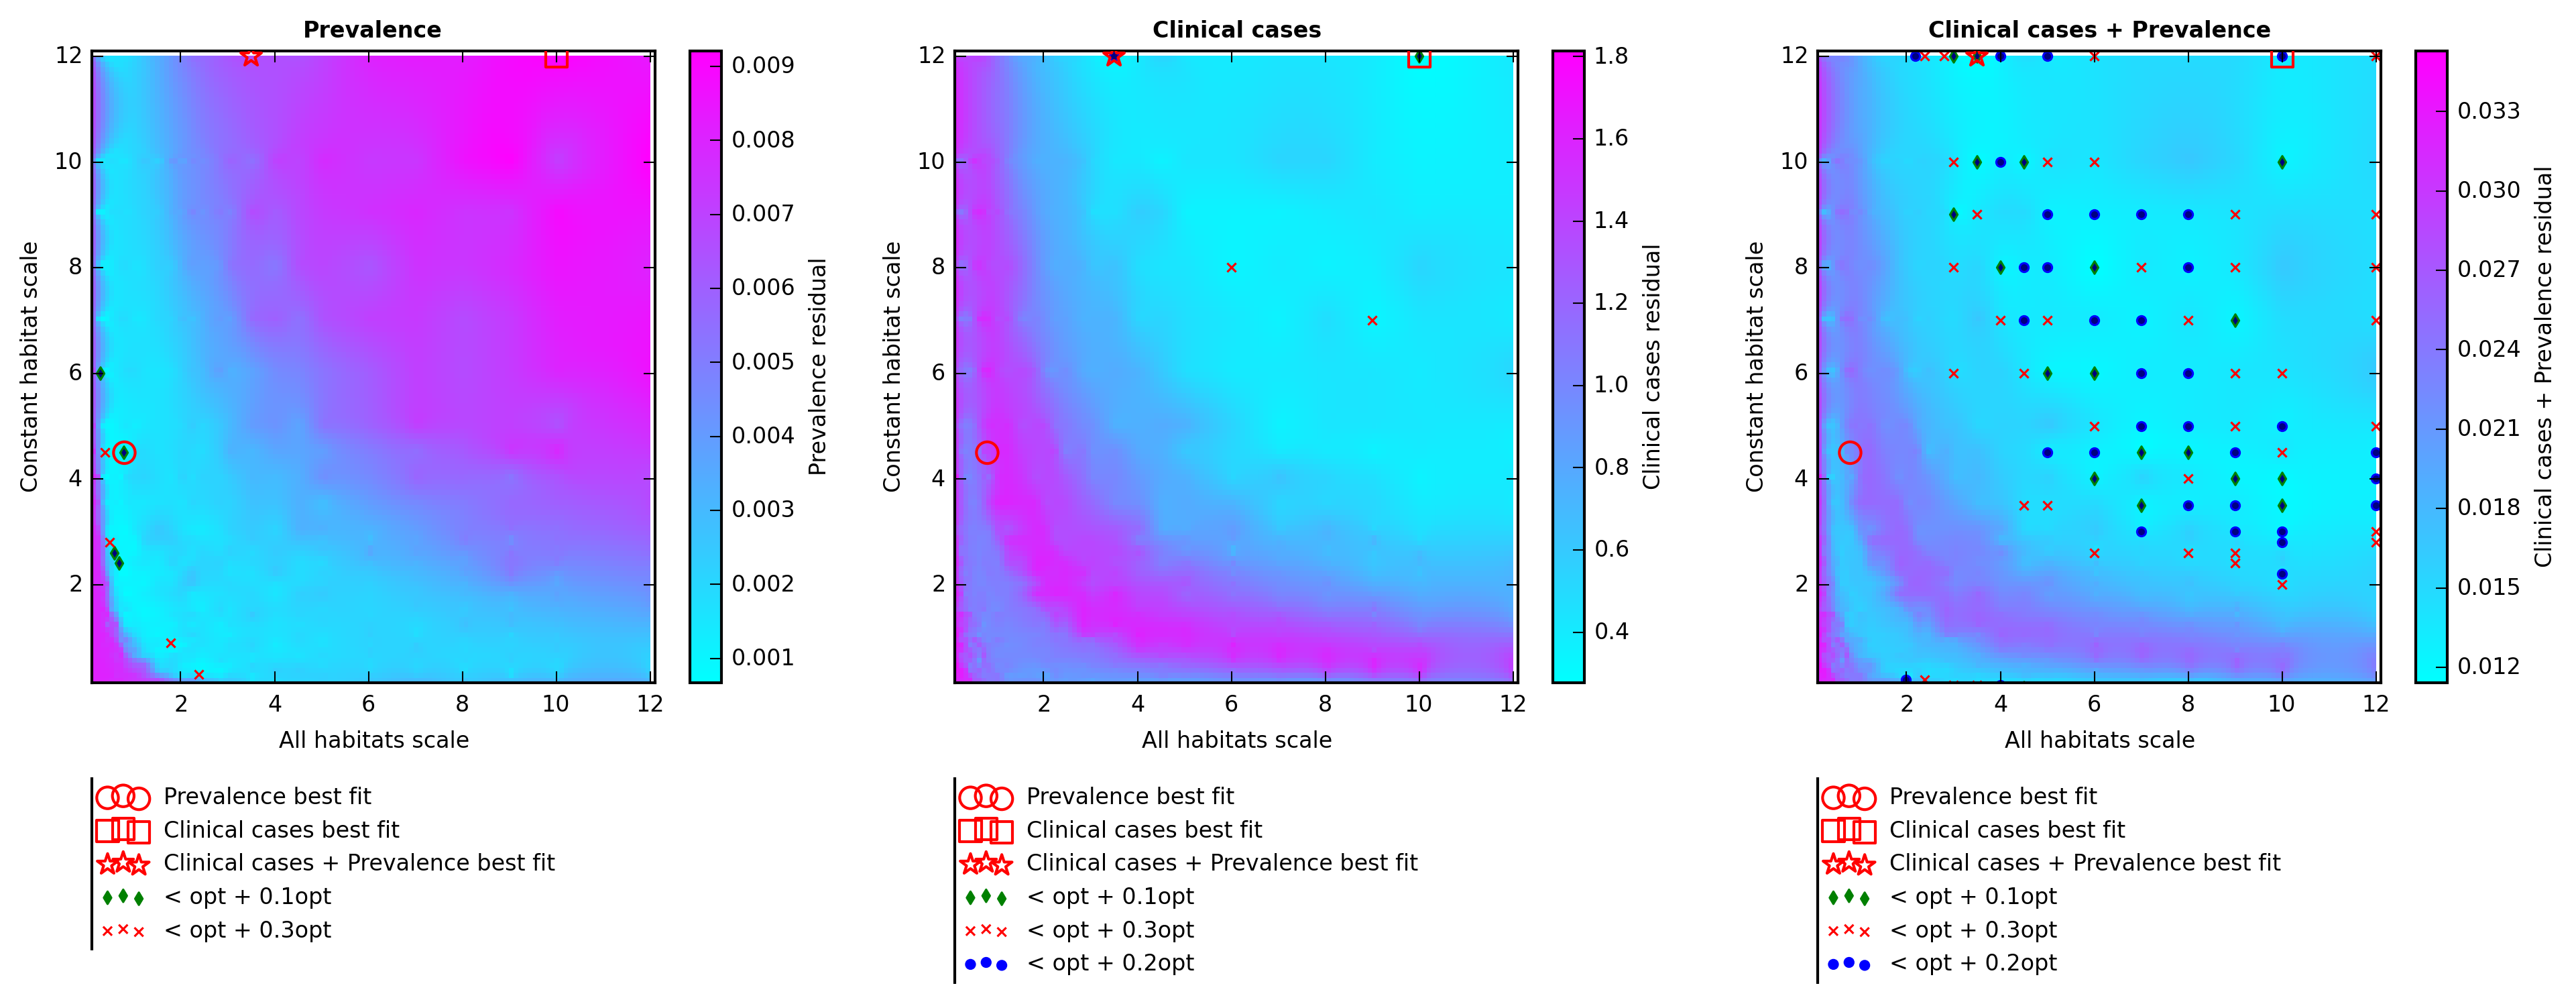 Prevalence
12
10
8
6
4
2
2 4 6 8 10 12
Constant habitat scale
All habitats scale
0.009
0.008
0.007
0.006
0.005
0.004
0.003
0.002
0.001
Prevalence residual
Prevalence best fit
Clinical cases best fit
Clinical cases + Prevalence best fit
< opt + 0.1opt
< opt + 0.3opt
Clinical cases
12
10
8
6
4
2
2 4 6 8 10 12
Constant habitat scale
All habitats scale
1.8
1.6
1.4
1.2
1.0
0.8
0.6
0.4
Clinical cases residual
Prevalence best fit
Clinical cases best fit
Clinical cases + Prevalence best fit
< opt + 0.1opt
< opt + 0.3opt
< opt + 0.2opt
Clinical cases + Prevalence
12
10
8
6
4
2
2 4 6 8 10 12
Constant habitat scale
All habitats scale
0.033
0.030
0.027
0.024
0.021
0.018
0.015
0.012
Clinical cases + Prevalence residual
Prevalence best fit
Clinical cases best fit
Clinical cases + Prevalence best fit
< opt + 0.1opt
< opt + 0.3opt
< opt + 0.2opt